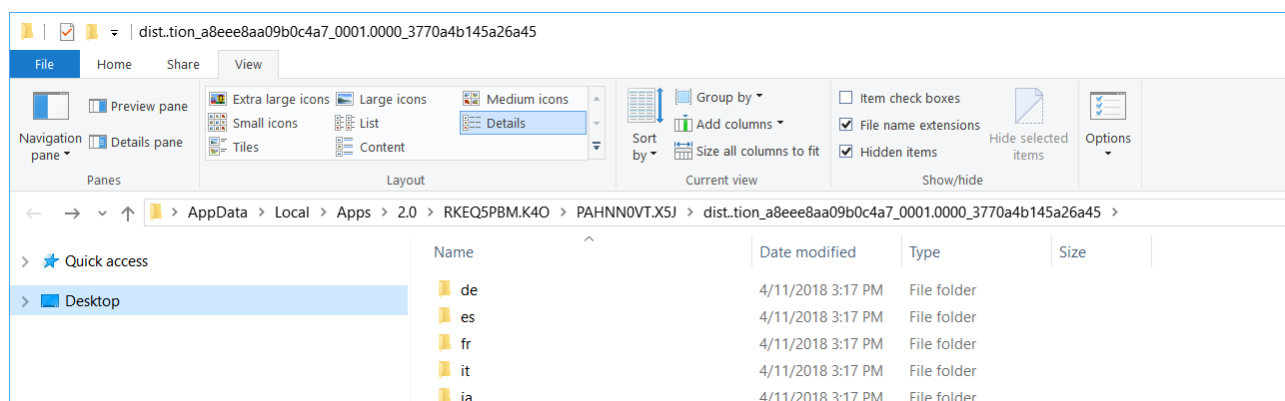 dist..tion_a8eee8aa09b0c4a7_0001.0000_3770a4b145a26a45
File Home Share View
Navigation pane
Preview pane
Details pane
Panes
Extra large icons Large icons Medium icons
Small icons List Details
Tiles Content
Layout
Sort by
Group by
Add columns
Size all columns to fit
Current view
Item check boxes
File name extensions
Hidden items
Hide selected items
Show/hide
Options
AppData > Local > Apps > 2.0 > RKEQ5PBM.K4O > PAHNN0VT.X5J > dist..tion_a8eee8aa09b0c4a7_0001.0000_3770a4b145a26a45 >
Quick access
Desktop
Name Date modified Type Size
de 4/11/2018 3:17 PM File folder
es 4/11/2018 3:17 PM File folder
fr 4/11/2018 3:17 PM File folder
it 4/11/2018 3:17 PM File folder
ja 4/11/2018 3:17 PM File folder